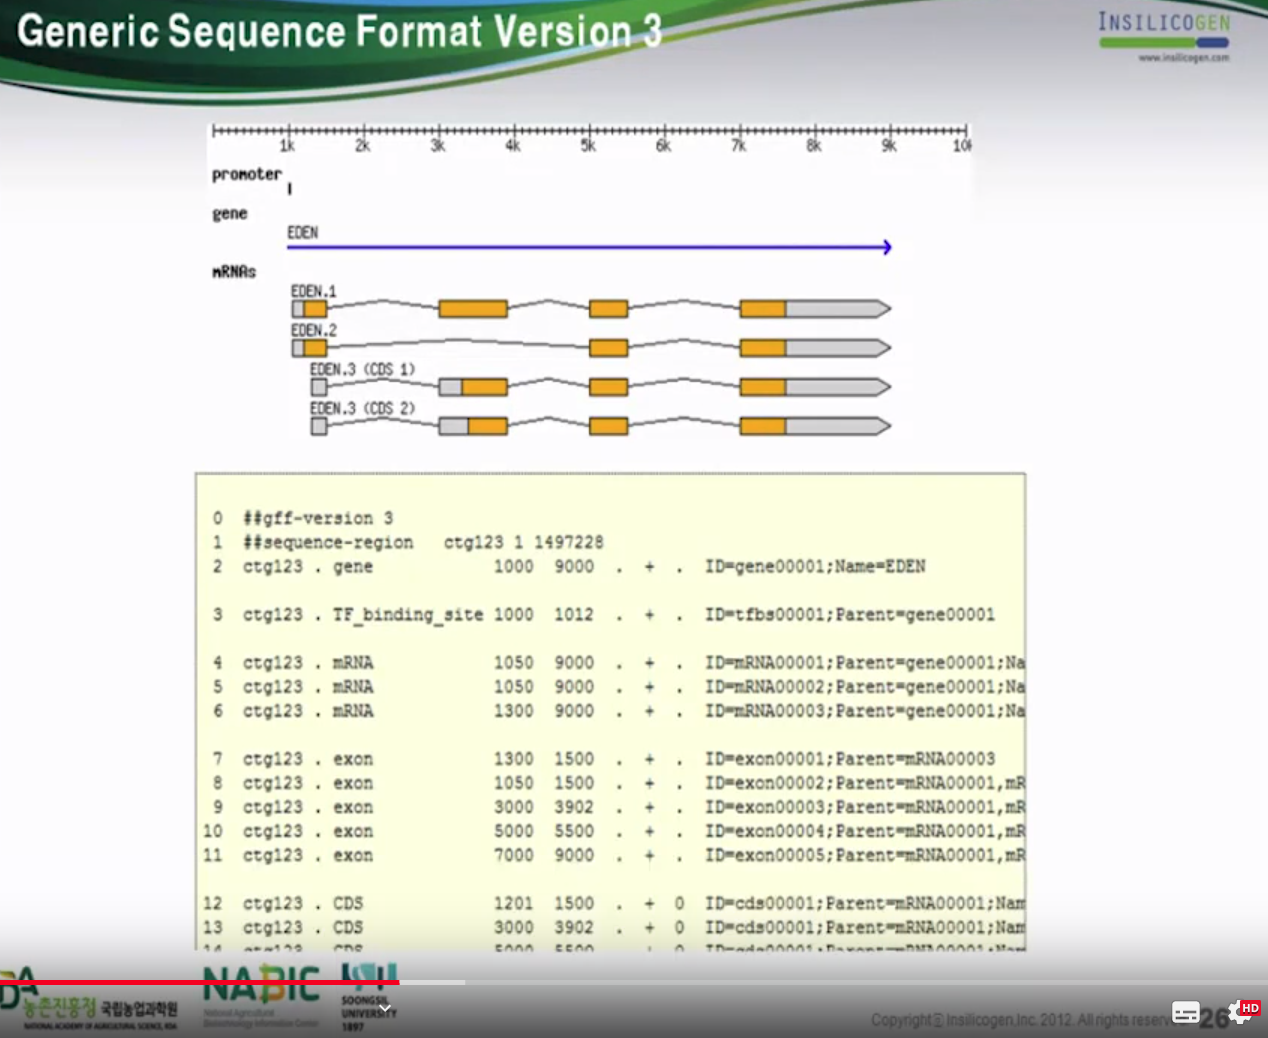 Generic Sequence Format Version 3
INSILICOGEN
www.insilicogen.com
1k 2k 3k 4k 5k 6k 7k 8k 9k 10k
promoter
gene
EDEN
mRNAs
EDEN.1
EDEN.2
EDEN.3 (CDS 1)
EDEN.3 (CDS 2)
0 ##gff-version 3
1 ##sequence-region ctg123 1 1497228
2 ctg123 . gene 1000 9000 . + . ID=gene00001;Name=EDEN
3 ctg123 . TF_binding_site 1000 1012 . + . ID=tfbs00001;Parent=gene00001
4 ctg123 . mRNA 1050 9000 . + . ID=mRNA00001;Parent=gene00001;Na
5 ctg123 . mRNA 1050 9000 . + . ID=mRNA00002;Parent=gene00001;Na
6 ctg123 . mRNA 1300 9000 . + . ID=mRNA00003;Parent=gene00001;Na
7 ctg123 . exon 1300 1500 . + . ID=exon00001;Parent=mRNA00003
8 ctg123 . exon 1050 1500 . + . ID=exon00002;Parent=mRNA00001,mR
9 ctg123 . exon 3000 3902 . + . ID=exon00003;Parent=mRNA00001,mR
10 ctg123 . exon 5000 5500 . + . ID=exon00004;Parent=mRNA00001,mR
11 ctg123 . exon 7000 9000 . + . ID=exon00005;Parent=mRNA00001,mR
12 ctg123 . CDS 1201 1500 . + 0 ID=cds00001;Parent=mRNA00001;Nam
13 ctg123 . CDS 3000 3902 . + 0 ID=cds00001;Parent=mRNA00001;Nam
DA
농촌진흥청 국립농업과학원
NATIONAL ACADEMY OF AGRICULTURAL SCIENCE, RDA
NABIC
National Agricultural
Biotechnology Information Center
SOONGSIL
UNIVERSITY
1897
Copyright Insilicogen,Inc. 2012. All rights reserv
26
HD